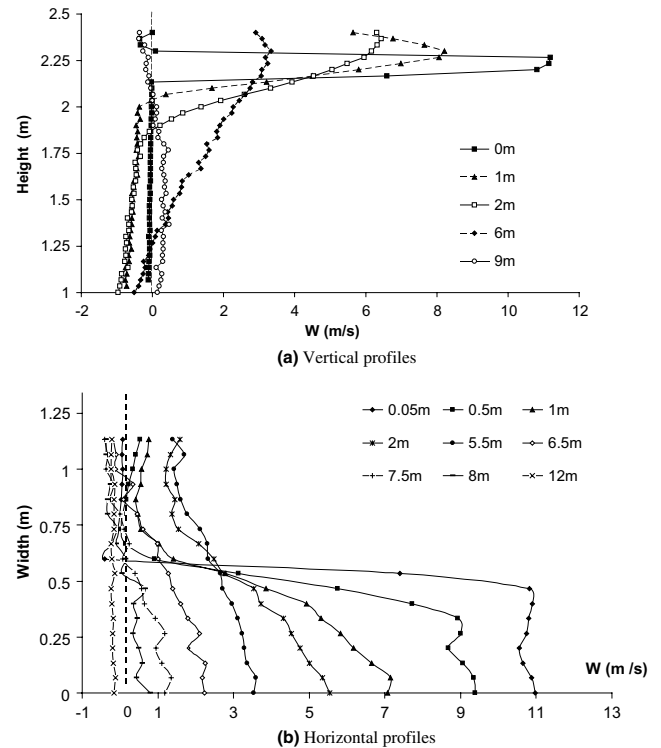 2.5
2.25
2
1.75
1.5
1.25
1
Height (m)
-2 0 2 4 6 8 10 12
W (m/s)
0m
1m
2m
6m
9m
(a) Vertical profiles
1.25
1
0.75
0.5
0.25
0
Width (m)
0.05m 0.5m 1m
2m 5.5m 6.5m
7.5m 8m 12m
W (m /s)
-1 0 1 3 5 7 9 11 13
(b) Horizontal profiles